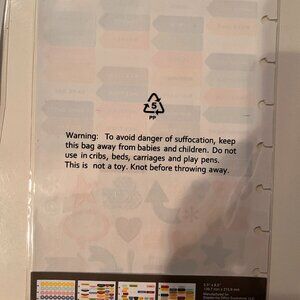 5
PP
Warning: To avoid danger of suffocation, keep
this bag away from babies and children. Do not
use in cribs, beds, carriages and play pens.
This is not a toy. Knot before throwing away.